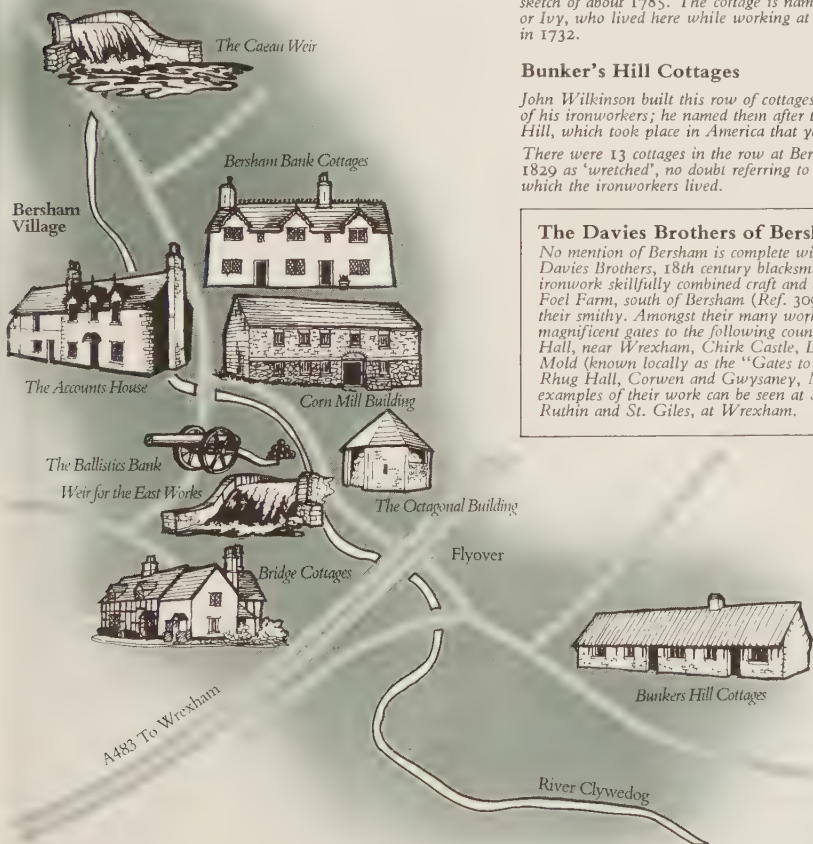 sketch of about 1785. The cottage is nam
or Ivy, who lived here while working at
in 1732.
Bunker's Hill Cottages
John Wilkinson built this row of cottages
of his ironworkers; he named them after t
Hill, which took place in America that y
There were 13 cottages in the row at Ber
1829 as 'wretched', no doubt referring to
which the ironworkers lived.
The Davies Brothers of Bersh
No mention of Bersham is complete wi
Davies Brothers, 18th century blacksm
ironwork skillfully combined craft and
Foel Farm, south of Bersham (Ref. 309
their smithy. Amongst their many work
magnificent gates to the following coun
Hall, near Wrexham, Chirk Castle, L
Mold (known locally as the "Gates to
Rhug Hall, Corwen and Gwysaney,
examples of their work can be seen at
Ruthin and St. Giles, at Wrexham.
The Caeau Weir
Bersham Bank Cottages
Bersham
Village
The Accounts House
Corn Mill Building
The Ballistics Bank
Weir for the East Works
The Octagonal Building
Bridge Cottages
Flyover
Bunkers Hill Cottages
A483 To Wrexham
River Clywedog